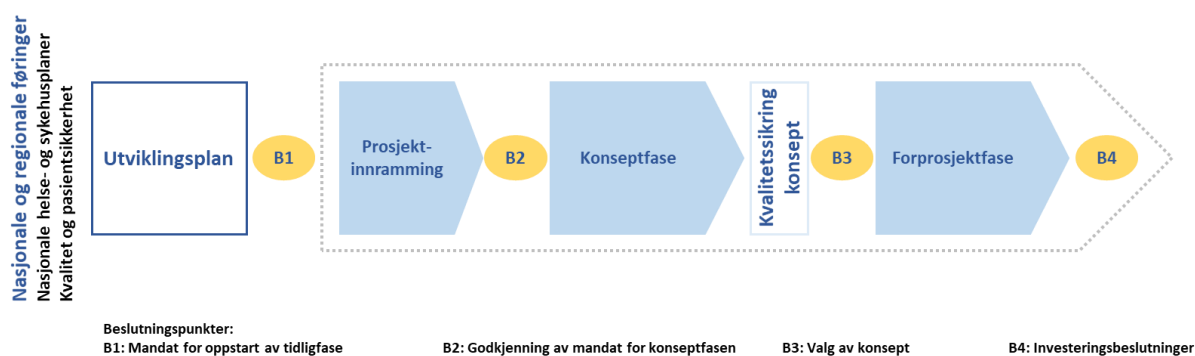 Nasjonale og regionale føringer
Nasjonale helse- og sykehusplaner
Kvalitet og pasientsikkerhet
Utviklingsplan
B1
Prosjekt-
innramming
B2
Konseptfase
Kvalitetssikring
konsept
B3
Forprosjektfase
B4
Beslutningspunkter:
B1: Mandat for oppstart av tidligfase
B2: Godkjenning av mandat for konseptfasen
B3: Valg av konsept
B4: Investeringsbeslutninger